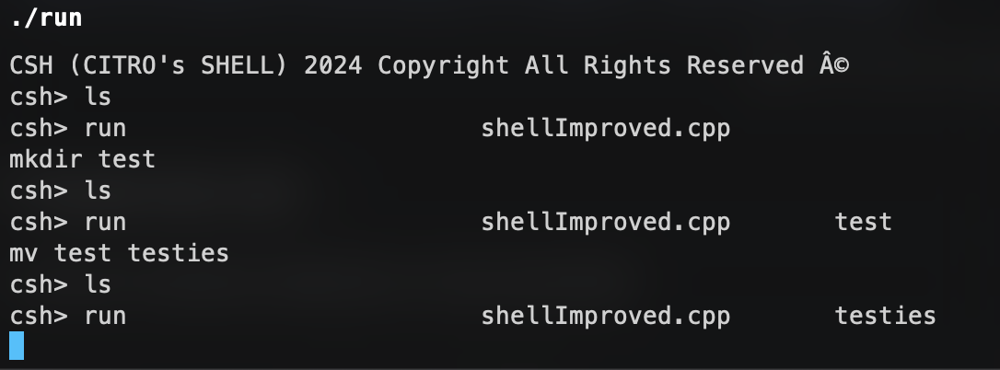 ./run
CSH (CITRO's SHELL) 2024 Copyright All Rights Reserved Â©
csh> ls
csh> run                        shellImproved.cpp
mkdir test
csh> ls
csh> run                        shellImproved.cpp       test
mv test testies
csh> ls
csh> run                        shellImproved.cpp       testies